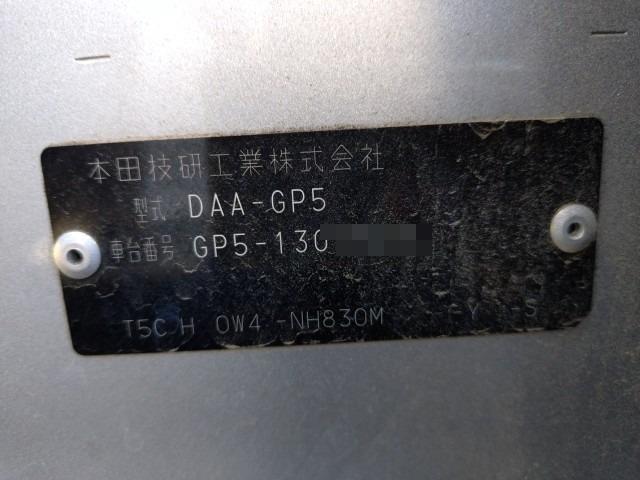 本田技研工業株式会社
型式 DAA-GP5
車台番号 GP5-130
T5C H 0W4 -NH830M -Y -S